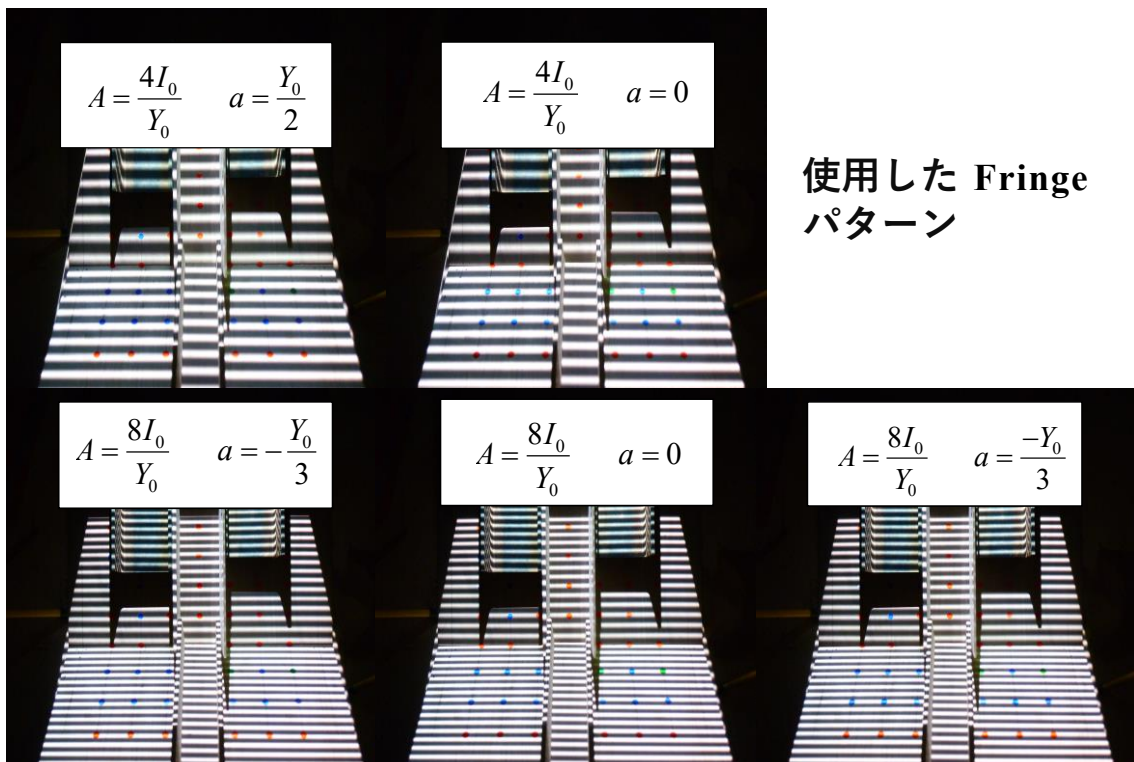 A = 4I₀/Y₀ a = Y₀/2
A = 4I₀/Y₀ a = 0
使用した Fringe
パターン
A = 8I₀/Y₀ a = −Y₀/3
A = 8I₀/Y₀ a = 0
A = 8I₀/Y₀ a = −Y₀/3